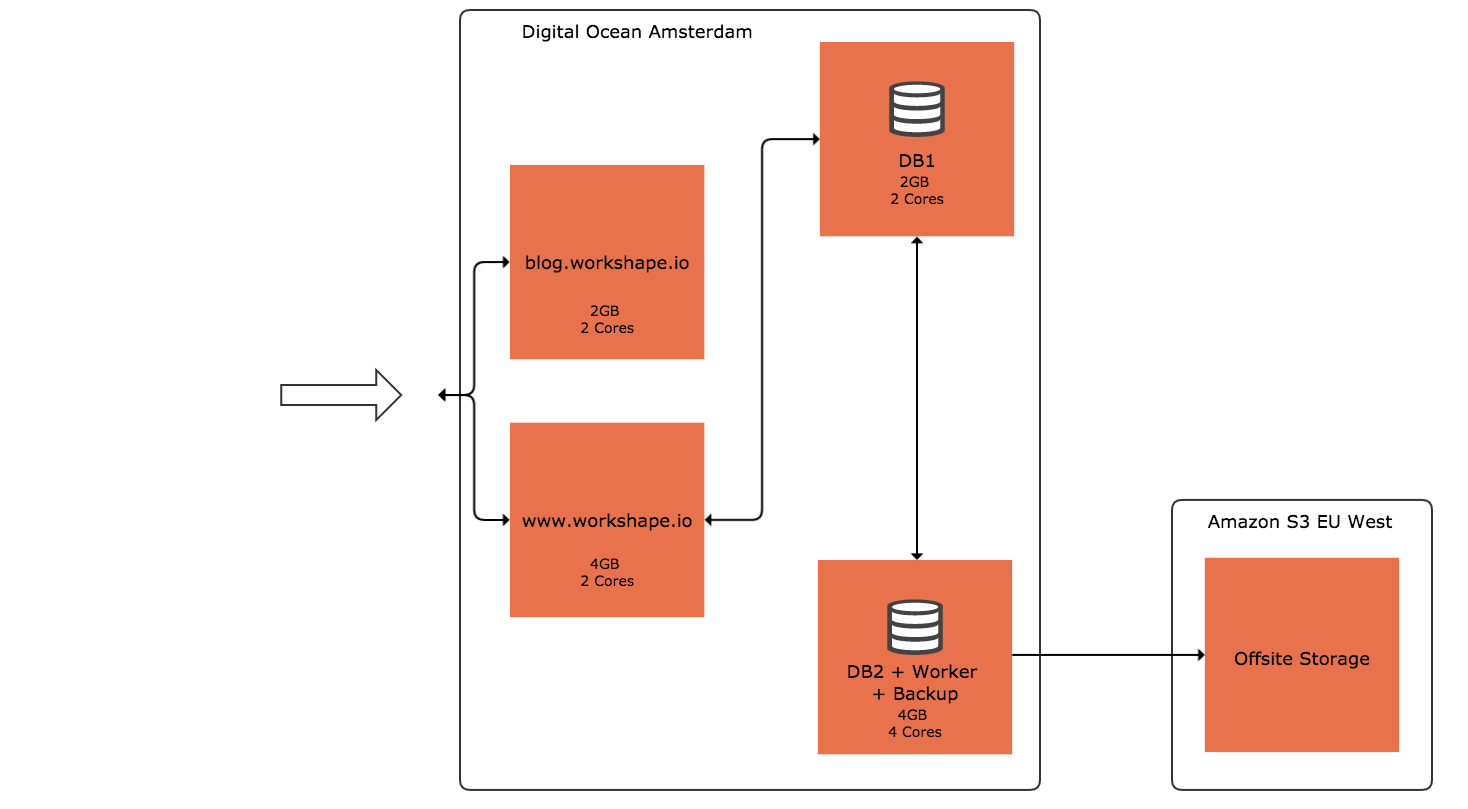 Digital Ocean Amsterdam
DB1
2GB
2 Cores
blog.workshape.io
2GB
2 Cores
www.workshape.io
4GB
2 Cores
DB2 + Worker
+ Backup
4GB
4 Cores
Amazon S3 EU West
Offsite Storage